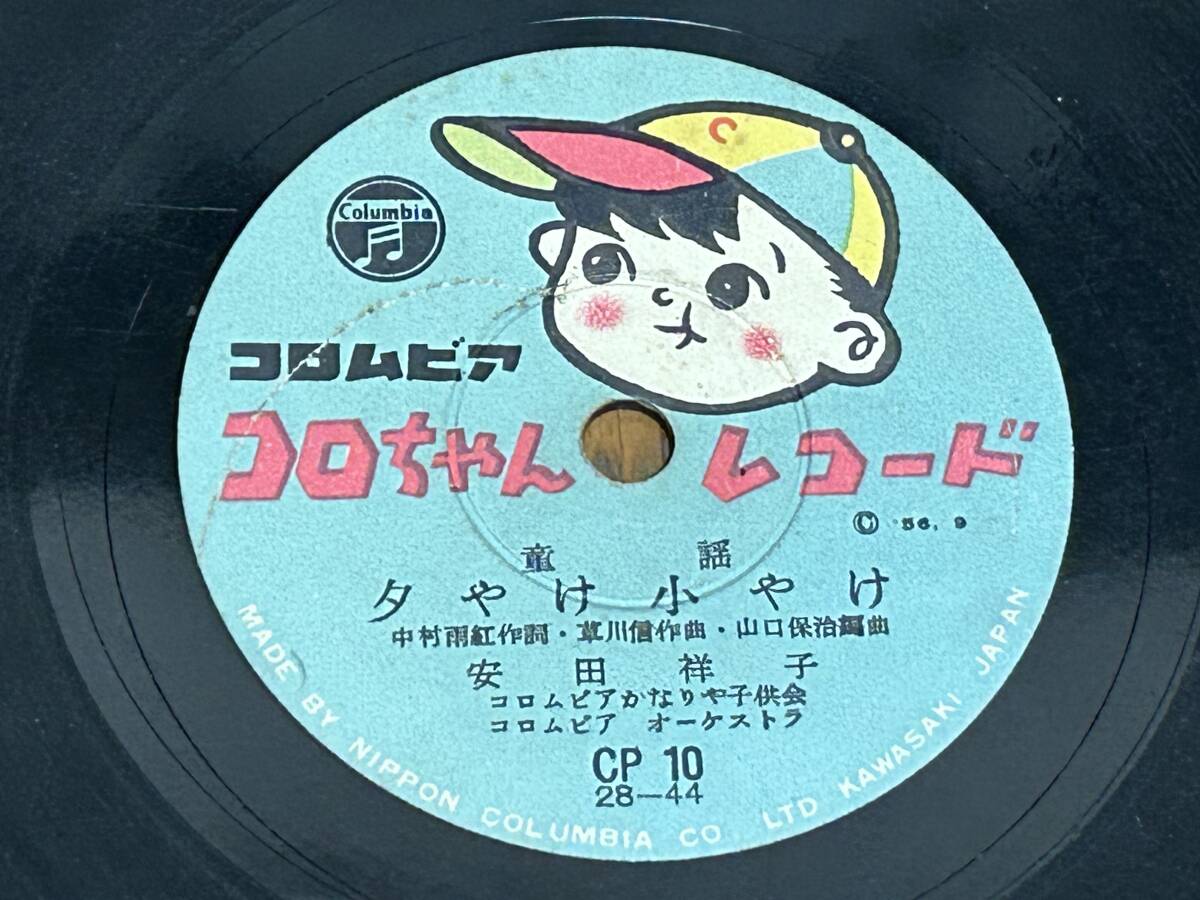 C
Columbia
コロムビア
コロちゃん レコード
© '56. 9
童 謡
夕やけ小やけ
中村雨紅作詞・草川信作曲・山口保治編曲
安田祥子
コロムビアかなりや子供会
コロムビア オーケストラ
CP 10
28-44
MADE BY NIPPON COLUMBIA CO. LTD KAWASAKI JAPAN